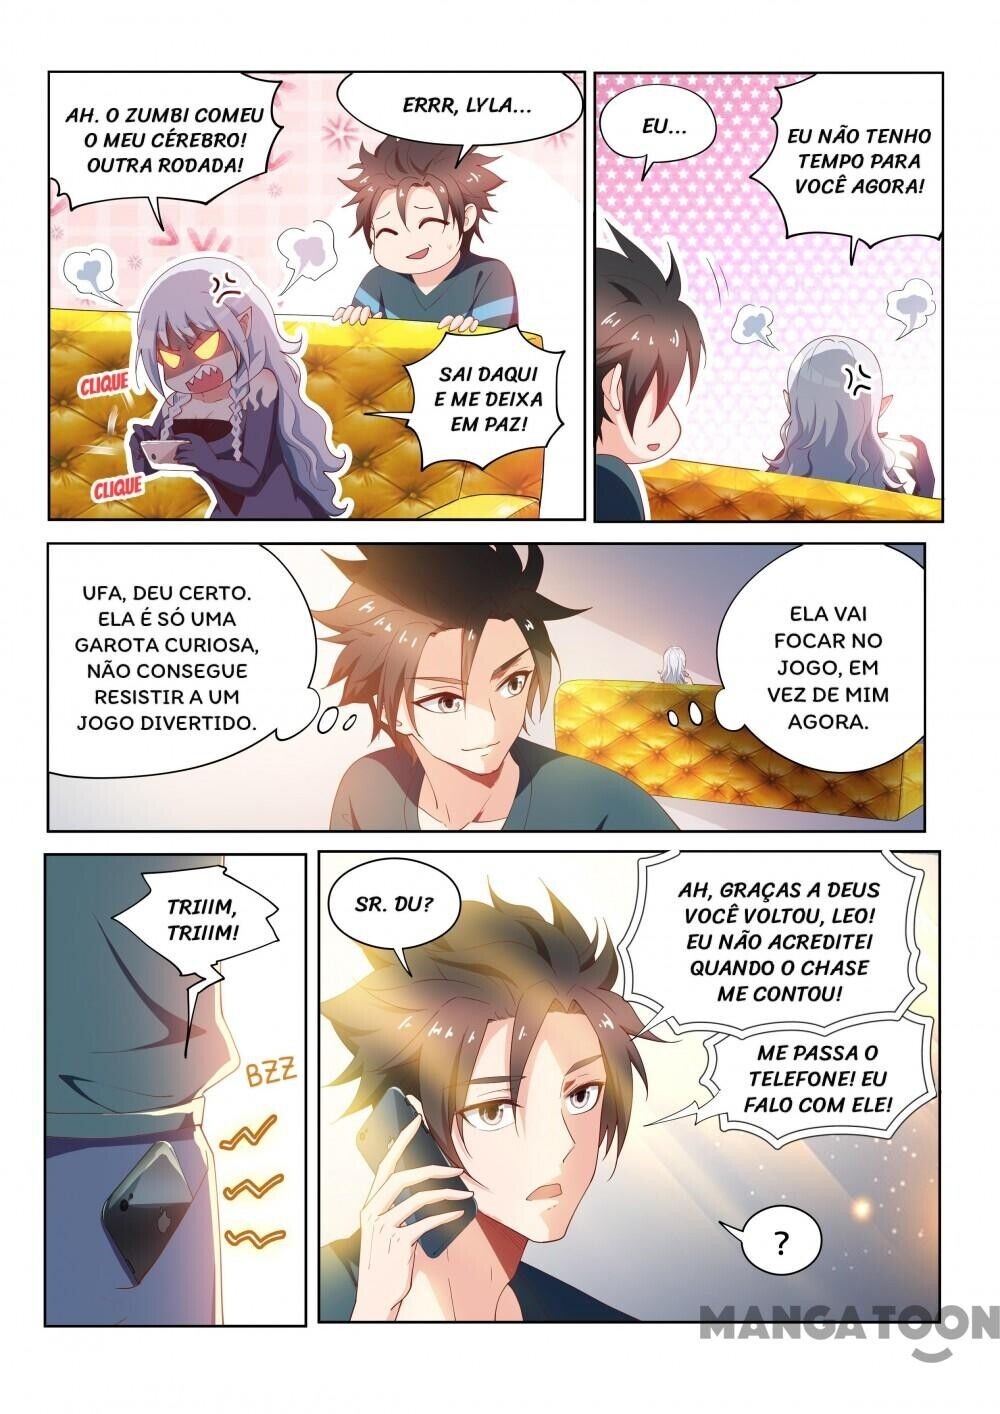 AH. O ZUMBI COMEU
O MEU CÉREBRO!
OUTRA RODADA!
ERRR, LYLA...
CLIQUE
CLIQUE
SAI DAQUI
E ME DEIXA
EM PAZ!
EU...
EU NÃO TENHO
TEMPO PARA
VOCÊ AGORA!
UFA, DEU CERTO.
ELA É SÓ UMA
GAROTA CURIOSA,
NÃO CONSEGUE
RESISTIR A UM
JOGO DIVERTIDO.
ELA VAI
FOCAR NO
JOGO, EM
VEZ DE MIM
AGORA.
TRIIIM,
TRIIIM!
BZZ
SR. DU?
AH, GRAÇAS A DEUS
VOCÊ VOLTOU, LEO!
EU NÃO ACREDITEI
QUANDO O CHASE
ME CONTOU!
ME PASSA O
TELEFONE! EU
FALO COM ELE!
?
MANGATOON